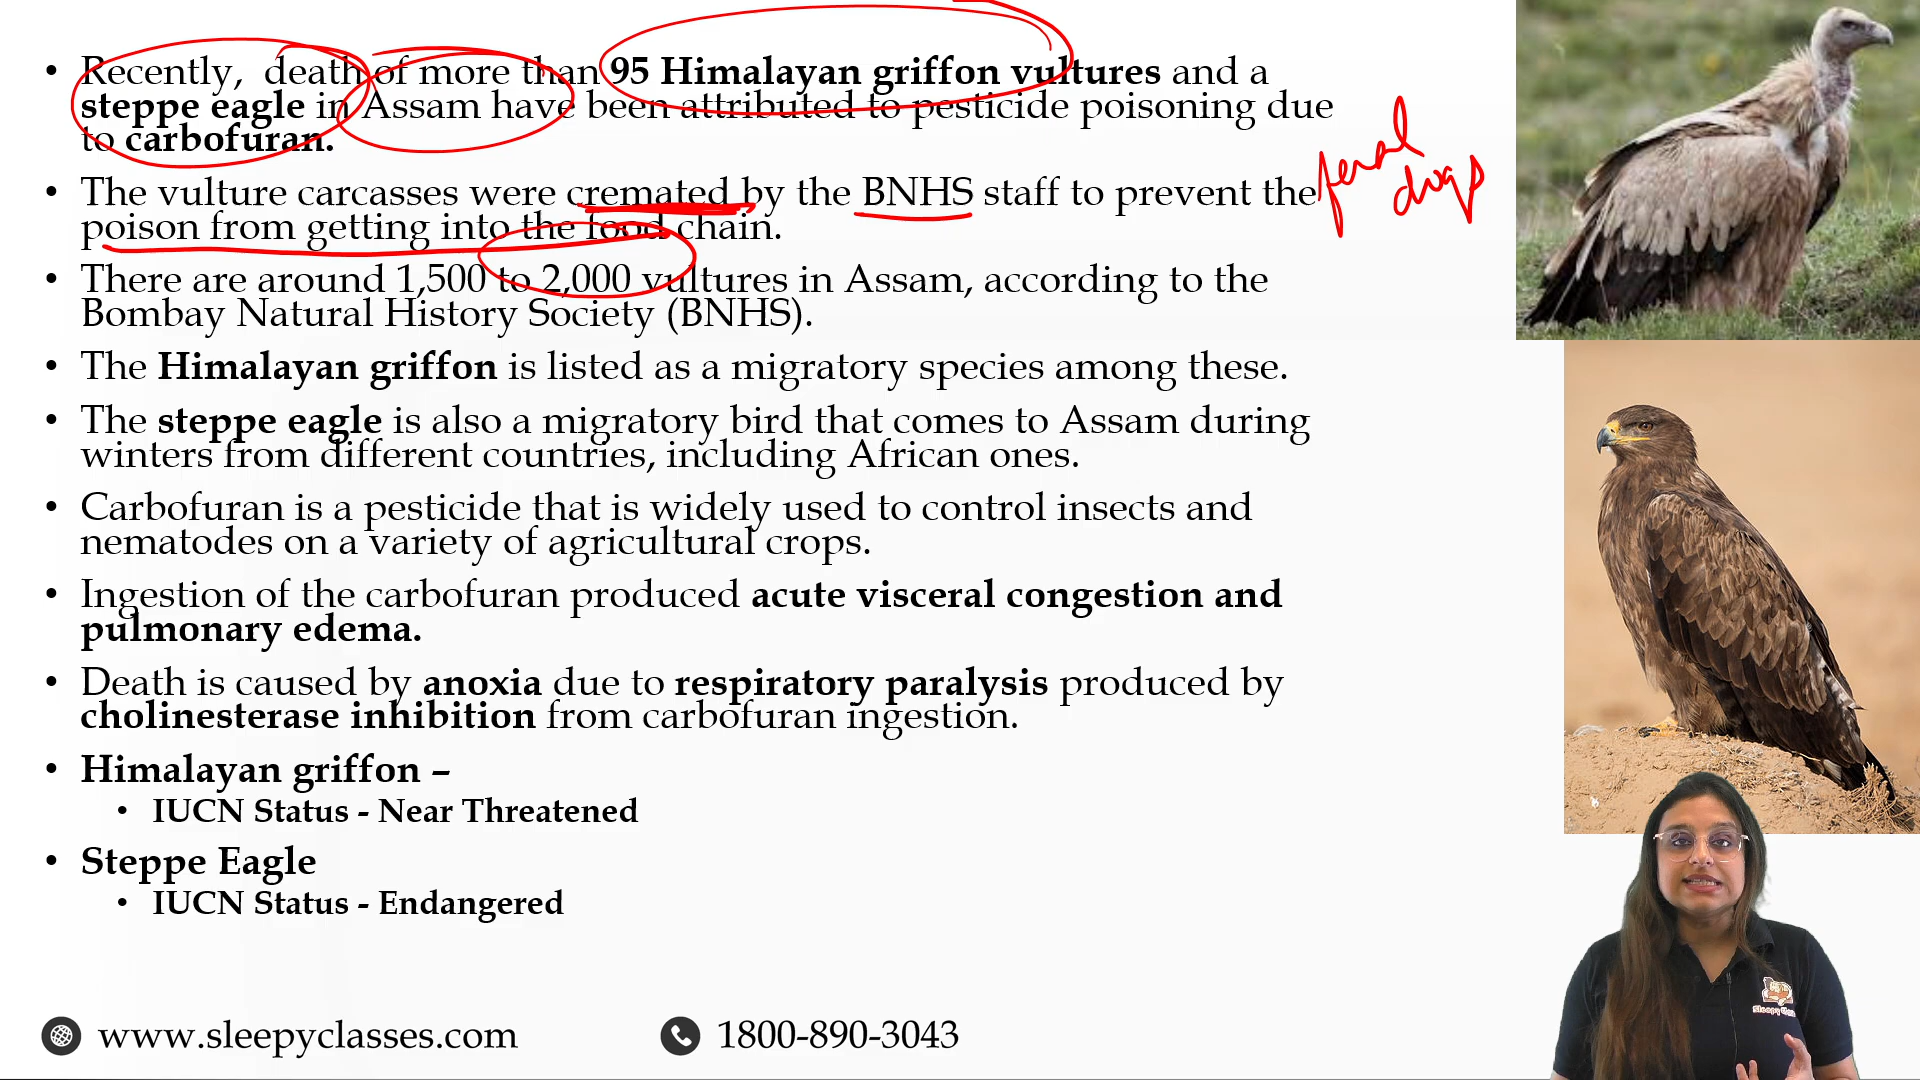 • Recently, death of more than 95 Himalayan griffon vultures and a
steppe eagle in Assam have been attributed to pesticide poisoning due
to carbofuran.
• The vulture carcasses were cremated by the BNHS staff to prevent the
poison from getting into the food chain.
feral
dogs
• There are around 1,500 to 2,000 vultures in Assam, according to the
Bombay Natural History Society (BNHS).
• The Himalayan griffon is listed as a migratory species among these.
• The steppe eagle is also a migratory bird that comes to Assam during
winters from different countries, including African ones.
• Carbofuran is a pesticide that is widely used to control insects and
nematodes on a variety of agricultural crops.
• Ingestion of the carbofuran produced acute visceral congestion and
pulmonary edema.
• Death is caused by anoxia due to respiratory paralysis produced by
cholinesterase inhibition from carbofuran ingestion.
• Himalayan griffon –
• IUCN Status - Near Threatened
• Steppe Eagle
• IUCN Status - Endangered
www.sleepyclasses.com
1800-890-3043